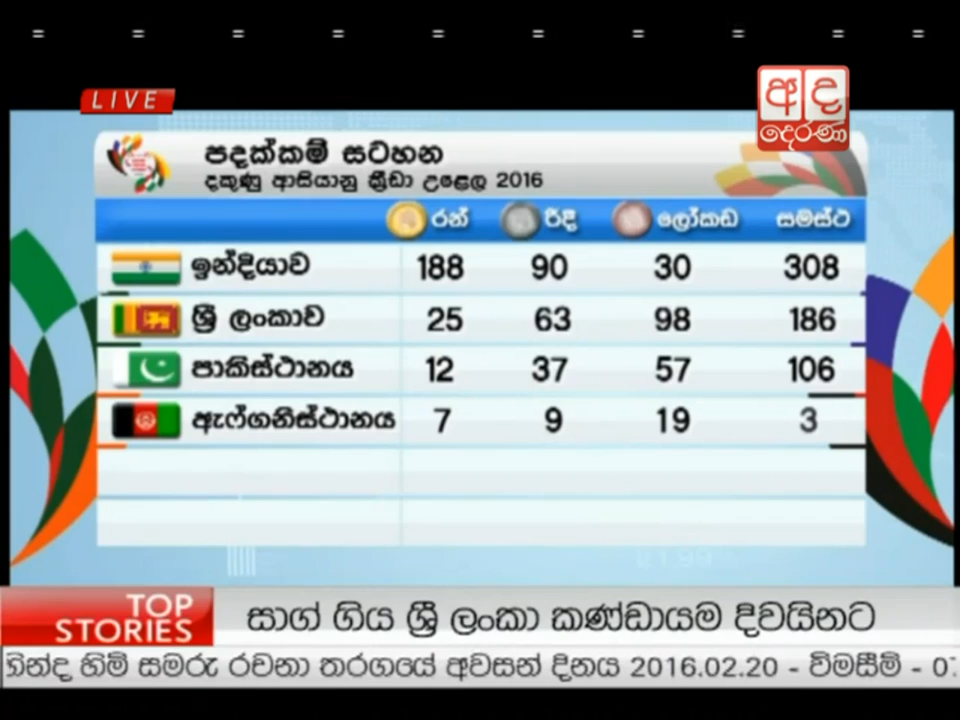 LIVE
අද
දෙරණ
පදක්කම් සටහන
දකුණු ආසියානු ක්‍රීඩා උළෙල 2016
රන් රිදී ලෝකඩ සමස්ථ
ඉන්දියාව 188 90 30 308
ශ්‍රී ලංකාව 25 63 98 186
පාකිස්ථානය 12 37 57 106
ඇෆ්ගනිස්ථානය 7 9 19 3
TOP STORIES
සාග් ගිය ශ්‍රී ලංකා කණ්ඩායම දිවයිනට
හිමි සමරු රචනා තරගයේ අවසන් දිනය 2016.02.20 - විමසීම් - 07